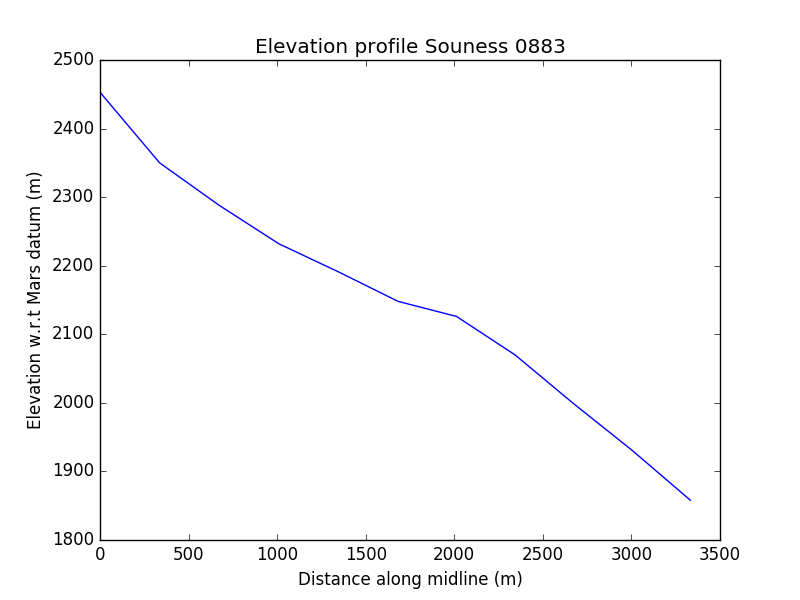 Elevation profile Souness 0883
2500
2400
2300
2200
2100
2000
1900
1800
Elevation w.r.t Mars datum (m)
0 500 1000 1500 2000 2500 3000 3500
Distance along midline (m)